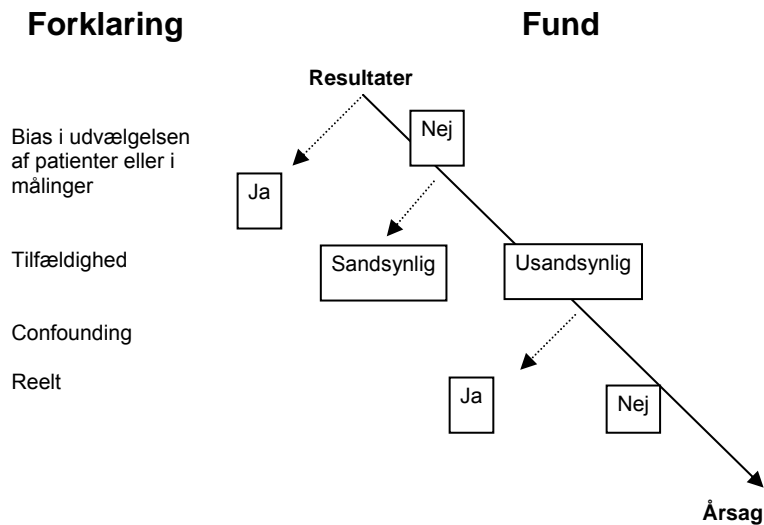 Forklaring
Fund
Resultater
Nej
Bias i udvælgelsen
af patienter eller i
målinger
Ja
Tilfældighed
Sandsynlig
Usandsynlig
Confounding
Reelt
Ja
Nej
Årsag